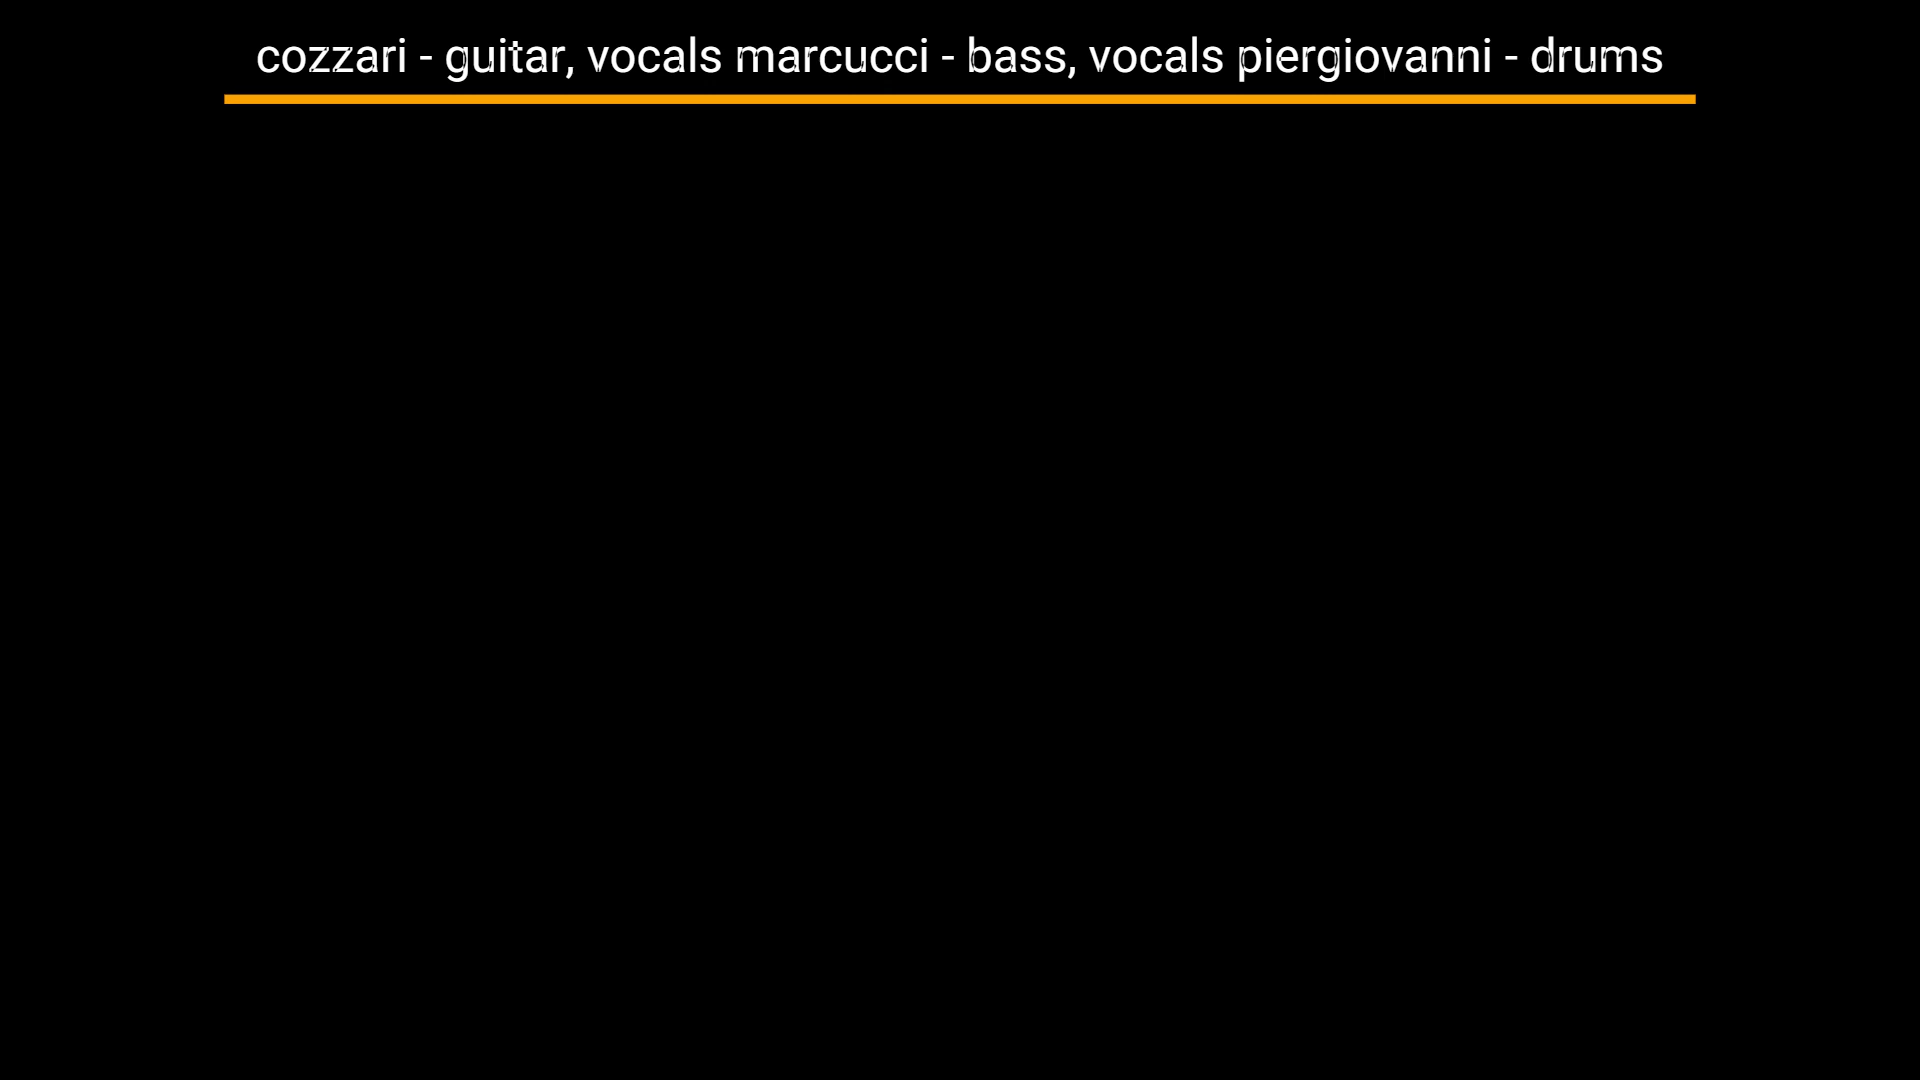 cozzari - guitar, vocals marcucci - bass, vocals piergiovanni - drums